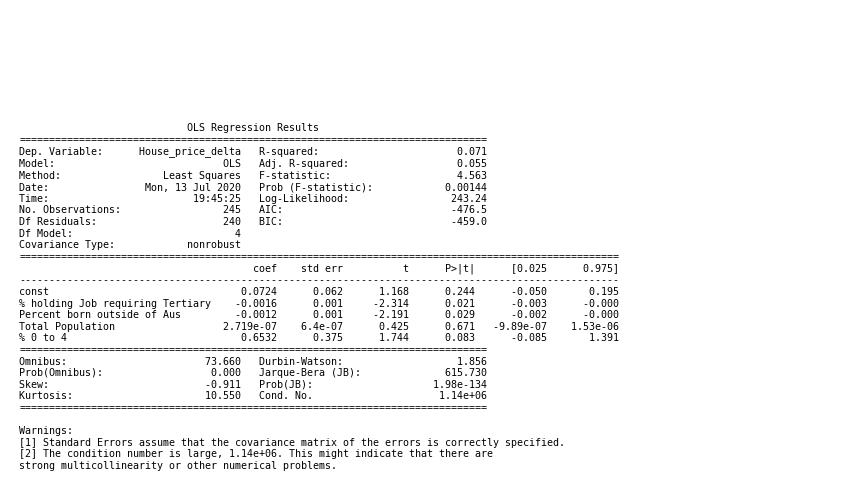 OLS Regression Results
==============================================================================
Dep. Variable:      House_price_delta   R-squared:                       0.071
Model:                            OLS   Adj. R-squared:                  0.055
Method:                 Least Squares   F-statistic:                     4.563
Date:                Mon, 13 Jul 2020   Prob (F-statistic):            0.00144
Time:                        19:45:25   Log-Likelihood:                 243.24
No. Observations:                 245   AIC:                            -476.5
Df Residuals:                     240   BIC:                            -459.0
Df Model:                           4
Covariance Type:            nonrobust
====================================================================================================
                                       coef    std err          t      P>|t|      [0.025      0.975]
----------------------------------------------------------------------------------------------------
const                                0.0724      0.062      1.168      0.244      -0.050       0.195
% holding Job requiring Tertiary    -0.0016      0.001     -2.314      0.021      -0.003      -0.000
Percent born outside of Aus         -0.0012      0.001     -2.191      0.029      -0.002      -0.000
Total Population                  2.719e-07    6.4e-07      0.425      0.671   -9.89e-07    1.53e-06
% 0 to 4                             0.6532      0.375      1.744      0.083      -0.085       1.391
==============================================================================
Omnibus:                       73.660   Durbin-Watson:                   1.856
Prob(Omnibus):                  0.000   Jarque-Bera (JB):              615.730
Skew:                          -0.911   Prob(JB):                    1.98e-134
Kurtosis:                      10.550   Cond. No.                     1.14e+06
==============================================================================

Warnings:
[1] Standard Errors assume that the covariance matrix of the errors is correctly specified.
[2] The condition number is large, 1.14e+06. This might indicate that there are
strong multicollinearity or other numerical problems.